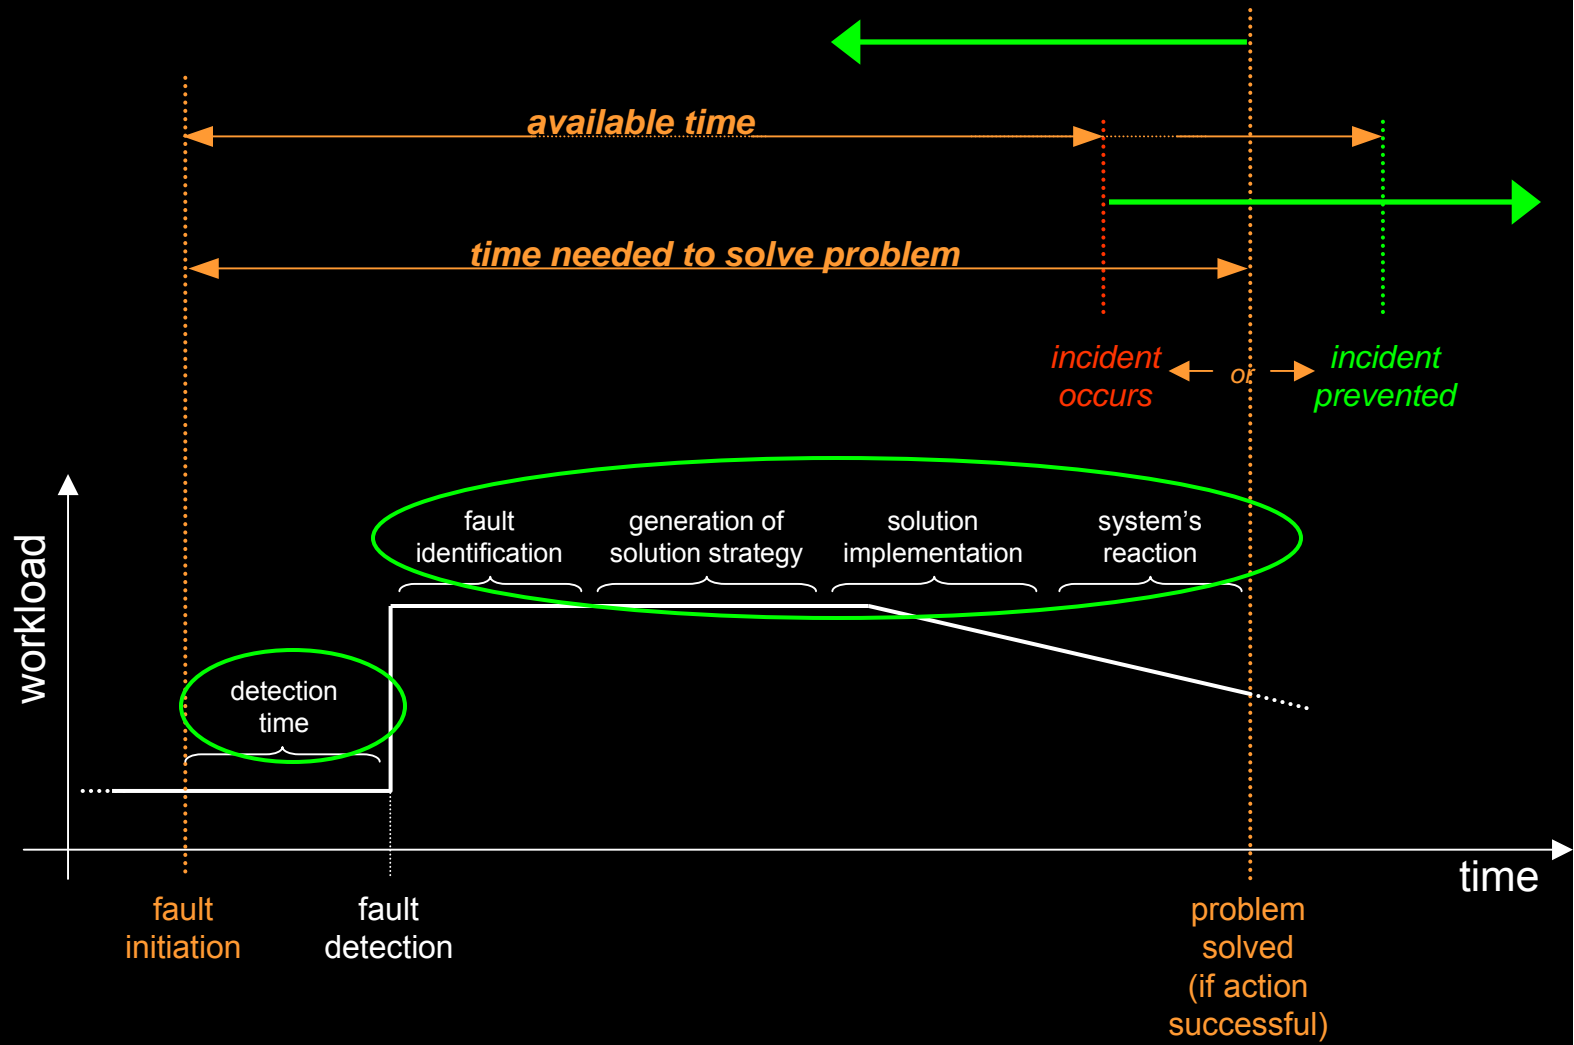 available time
time needed to solve problem
incident
occurs
or
incident
prevented
workload
fault
identification
generation of
solution strategy
solution
implementation
system’s
reaction
detection
time
time
fault
initiation
fault
detection
problem
solved
(if action
successful)